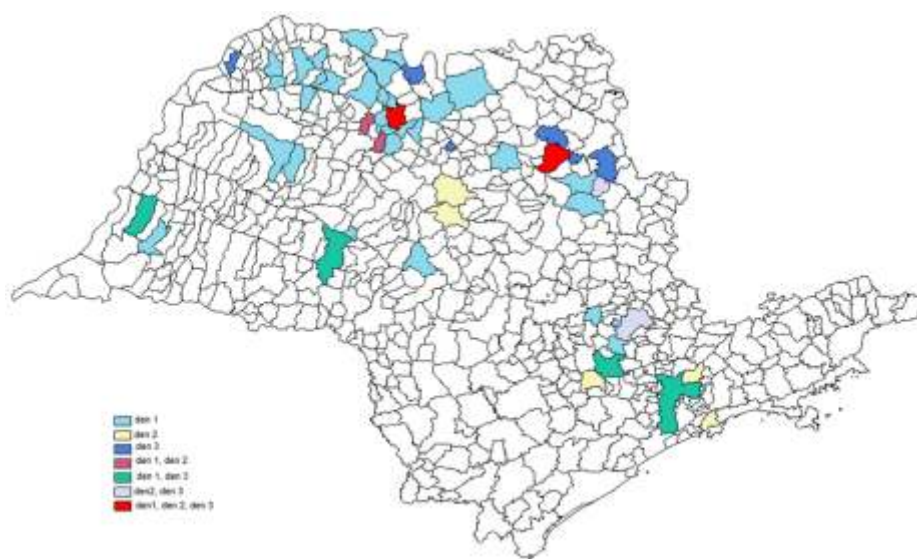 den 1
den 2
den 3
den 1, den 2
den 1, den 3
den2, den 3
den1, den 2, den 3